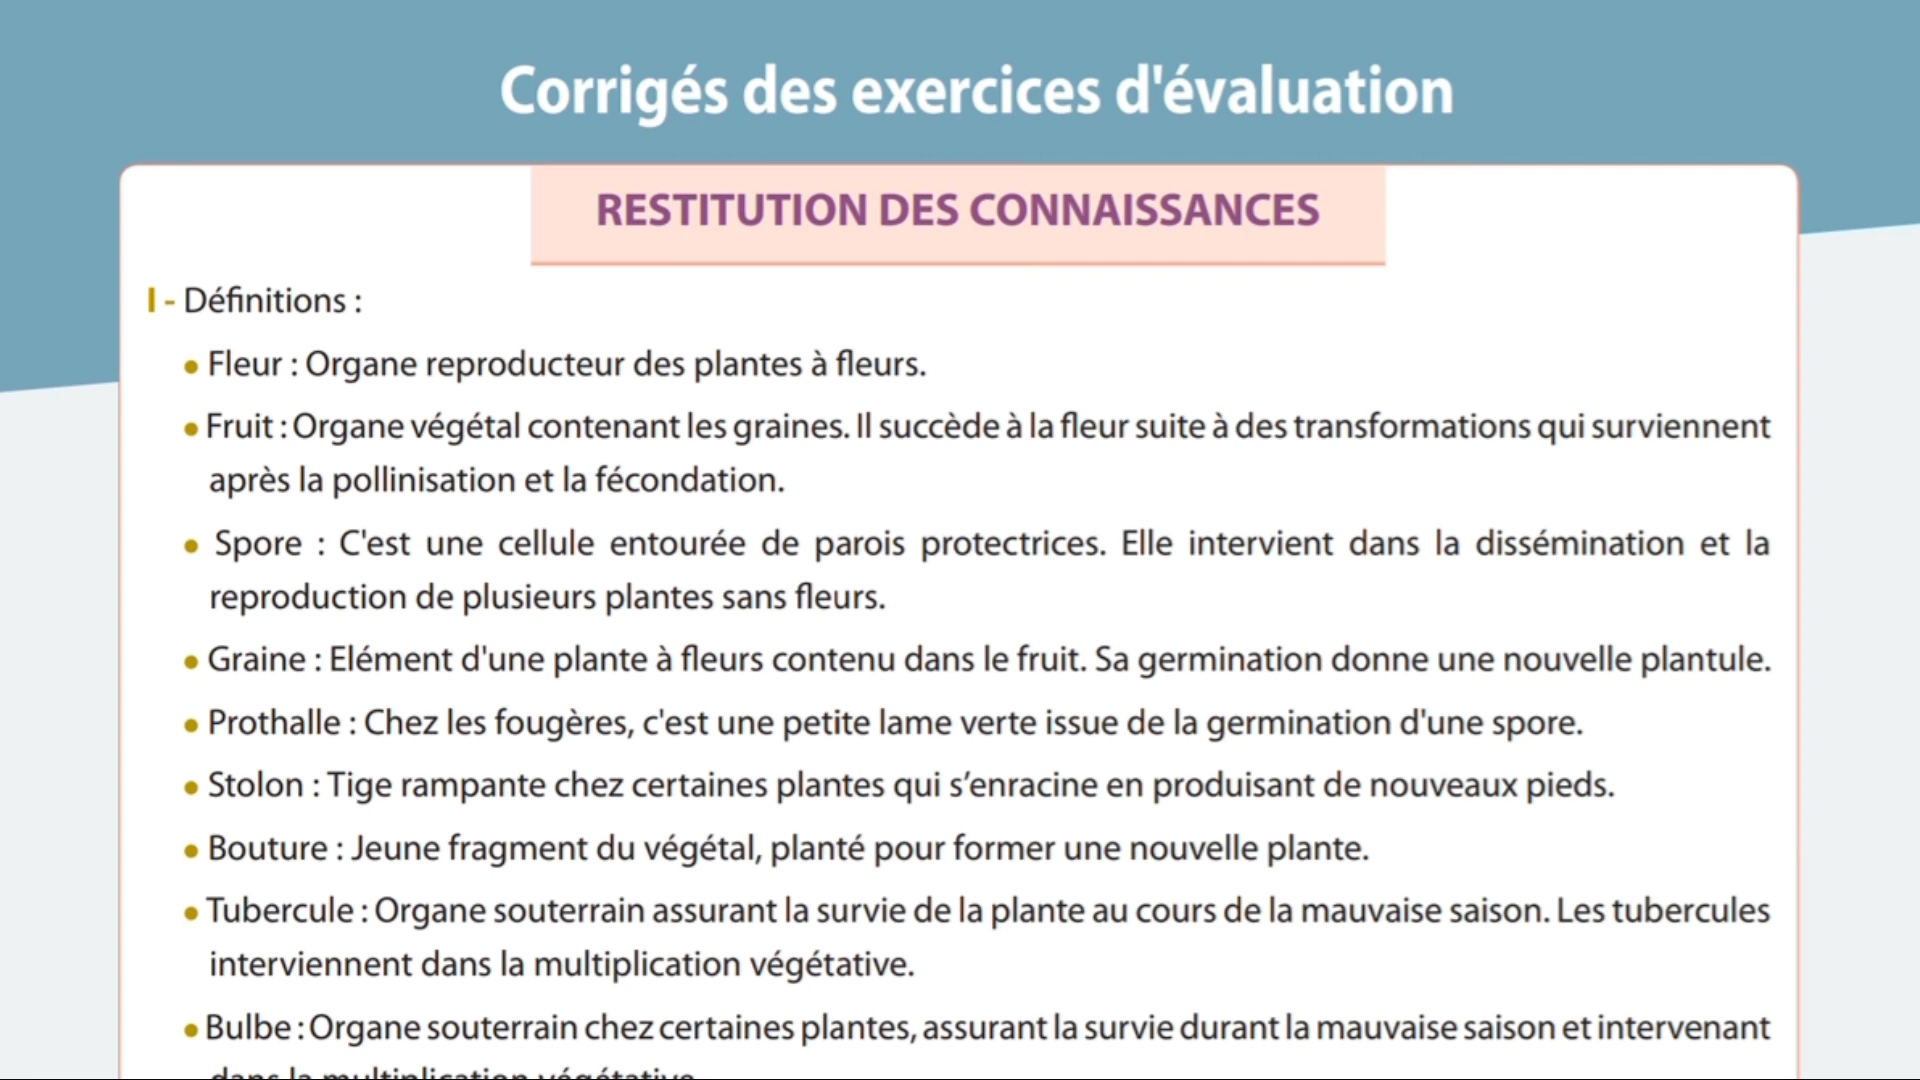 Corrigés des exercices d'évaluation
RESTITUTION DES CONNAISSANCES
I - Définitions :
• Fleur : Organe reproducteur des plantes à fleurs.
• Fruit : Organe végétal contenant les graines. Il succède à la fleur suite à des transformations qui surviennent
après la pollinisation et la fécondation.
• Spore : C'est une cellule entourée de parois protectrices. Elle intervient dans la dissémination et la
reproduction de plusieurs plantes sans fleurs.
• Graine : Elément d'une plante à fleurs contenu dans le fruit. Sa germination donne une nouvelle plantule.
• Prothalle : Chez les fougères, c'est une petite lame verte issue de la germination d'une spore.
• Stolon : Tige rampante chez certaines plantes qui s’enracine en produisant de nouveaux pieds.
• Bouture : Jeune fragment du végétal, planté pour former une nouvelle plante.
• Tubercule : Organe souterrain assurant la survie de la plante au cours de la mauvaise saison. Les tubercules
interviennent dans la multiplication végétative.
• Bulbe : Organe souterrain chez certaines plantes, assurant la survie durant la mauvaise saison et intervenant
dans la multiplication végétative.